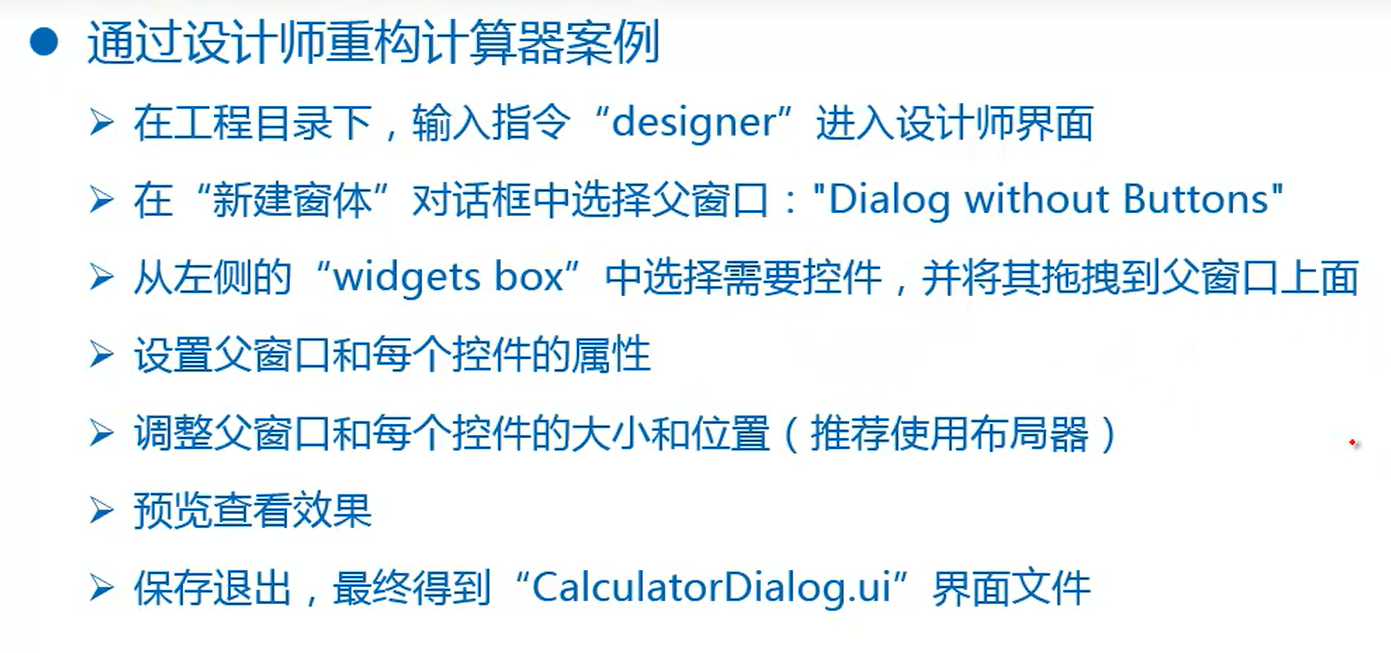 通过设计师重构计算器案例
在工程目录下，输入指令“designer”进入设计师界面
在“新建窗体”对话框中选择父窗口："Dialog without Buttons"
从左侧的“widgets box”中选择需要控件，并将其拖拽到父窗口上面
设置父窗口和每个控件的属性
调整父窗口和每个控件的大小和位置（推荐使用布局器）
预览查看效果
保存退出，最终得到“CalculatorDialog.ui”界面文件